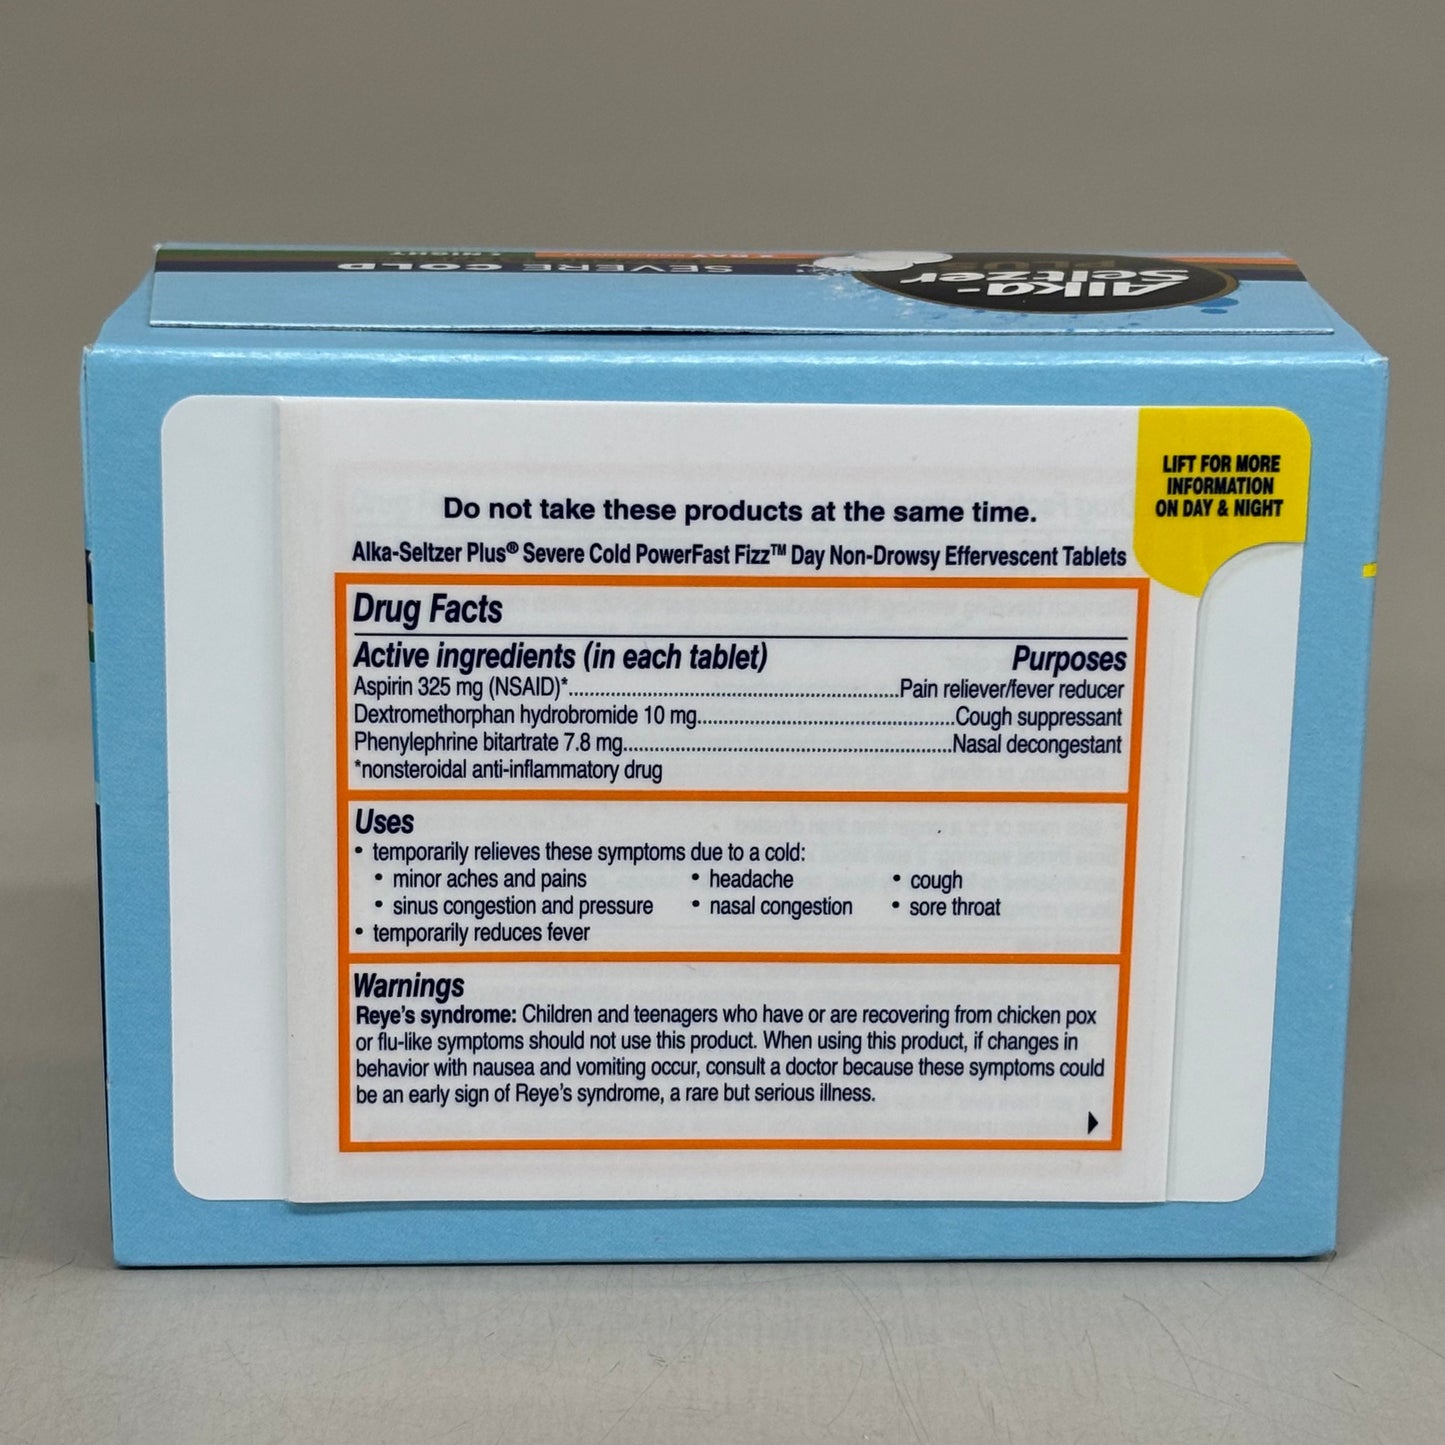 Alka-
Seltzer
PLUS
SEVERE COLD
Do not take these products at the same time.
LIFT FOR MORE
INFORMATION
ON DAY & NIGHT
Alka-Seltzer Plus® Severe Cold PowerFast Fizz™ Day Non-Drowsy Effervescent Tablets
Drug Facts
Active ingredients (in each tablet) Purposes
Aspirin 325 mg (NSAID)*..........Pain reliever/fever reducer
Dextromethorphan hydrobromide 10 mg..........Cough suppressant
Phenylephrine bitartrate 7.8 mg..........Nasal decongestant
*nonsteroidal anti-inflammatory drug
Uses
• temporarily relieves these symptoms due to a cold:
• minor aches and pains • headache • cough
• sinus congestion and pressure • nasal congestion • sore throat
• temporarily reduces fever
Warnings
Reye's syndrome: Children and teenagers who have or are recovering from chicken pox
or flu-like symptoms should not use this product. When using this product, if changes in
behavior with nausea and vomiting occur, consult a doctor because these symptoms could
be an early sign of Reye's syndrome, a rare but serious illness.